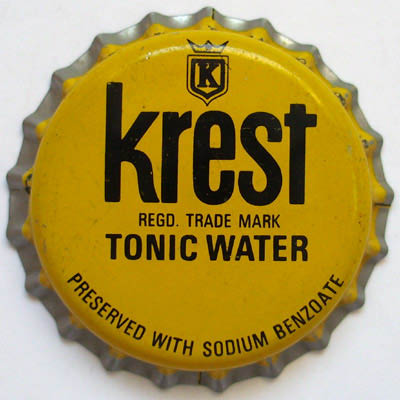 K
krest
REGD. TRADE MARK
TONIC WATER
PRESERVED WITH SODIUM BENZOATE